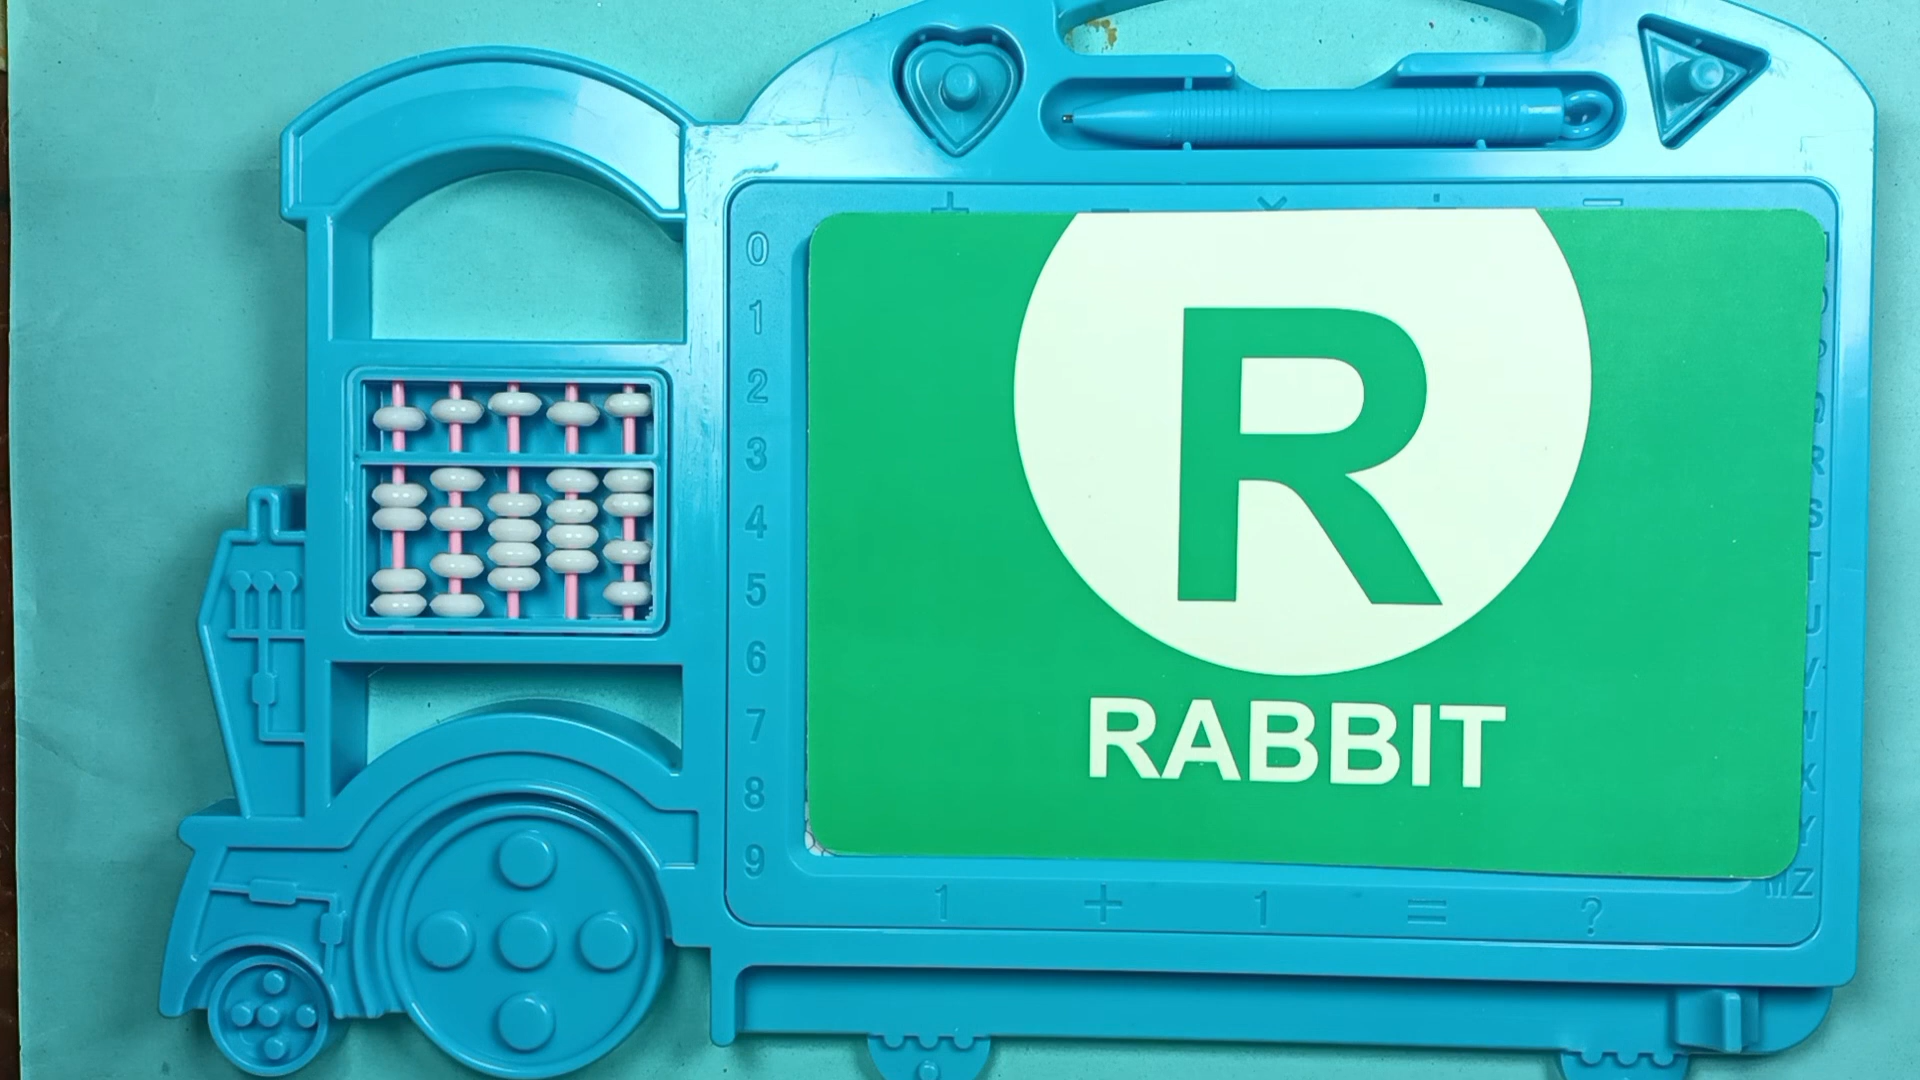 + − × ÷ =
0
1
2
3
4
5
6
7
8
9
R
RABBIT
R
S
T
U
V
W
X
Y
M Z
1 + 1 = ?